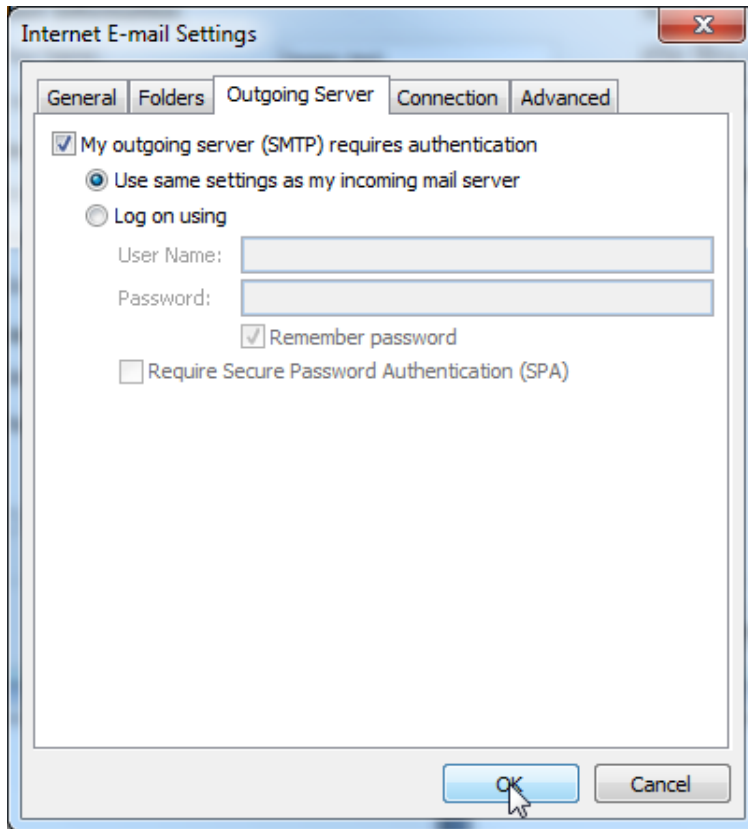 Internet E-mail Settings
General Folders Outgoing Server Connection Advanced
My outgoing server (SMTP) requires authentication
Use same settings as my incoming mail server
Log on using
User Name:
Password:
Remember password
Require Secure Password Authentication (SPA)
OK Cancel